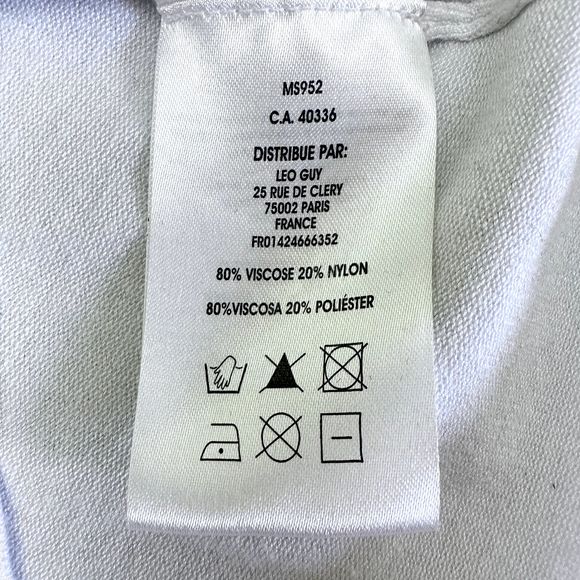 MS952
C.A. 40336
DISTRIBUE PAR:
LEO GUY
25 RUE DE CLERY
75002 PARIS
FRANCE
FR01424666352
80% VISCOSE 20% NYLON
80%VISCOSA 20% POLIÉSTER